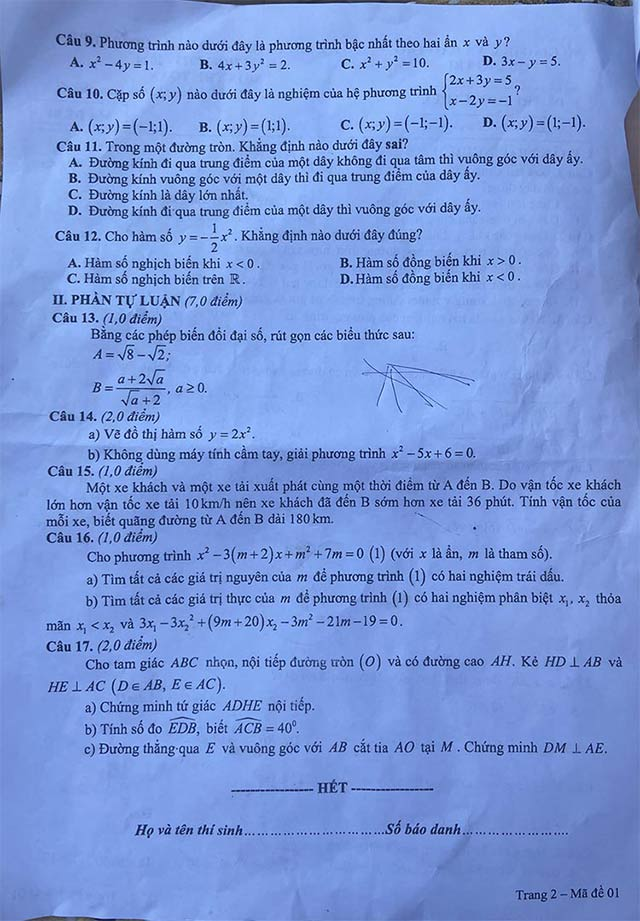 Câu 9. Phương trình nào dưới đây là phương trình bậc nhất theo hai ẩn x và y?
A. x² − 4y = 1. B. 4x + 3y² = 2. C. x² + y² = 10. D. 3x − y = 5.
Câu 10. Cặp số (x; y) nào dưới đây là nghiệm của hệ phương trình {2x + 3y = 5, x − 2y = −1 ?
A. (x; y) = (−1;1). B. (x; y) = (1;1). C. (x; y) = (−1;−1). D. (x; y) = (1;−1).
Câu 11. Trong một đường tròn. Khẳng định nào dưới đây sai?
A. Đường kính đi qua trung điểm của một dây không đi qua tâm thì vuông góc với dây ấy.
B. Đường kính vuông góc với một dây thì đi qua trung điểm của dây ấy.
C. Đường kính là dây lớn nhất.
D. Đường kính đi qua trung điểm của một dây thì vuông góc với dây ấy.
Câu 12. Cho hàm số y = −1/2 x². Khẳng định nào dưới đây đúng?
A. Hàm số nghịch biến khi x < 0. B. Hàm số đồng biến khi x > 0.
C. Hàm số nghịch biến trên ℝ. D. Hàm số đồng biến khi x < 0.
II. PHẦN TỰ LUẬN (7,0 điểm)
Câu 13. (1,0 điểm)
Bằng các phép biến đổi đại số, rút gọn các biểu thức sau:
A = √8 − √2;
B = (a + 2√a)/(√a + 2), a ≥ 0.
Câu 14. (2,0 điểm)
a) Vẽ đồ thị hàm số y = 2x².
b) Không dùng máy tính cầm tay, giải phương trình x² − 5x + 6 = 0.
Câu 15. (1,0 điểm)
Một xe khách và một xe tải xuất phát cùng một thời điểm từ A đến B. Do vận tốc xe khách
lớn hơn vận tốc xe tải 10 km/h nên xe khách đã đến B sớm hơn xe tải 36 phút. Tính vận tốc của
mỗi xe, biết quãng đường từ A đến B dài 180 km.
Câu 16. (1,0 điểm)
Cho phương trình x² − 3(m + 2)x + m² + 7m = 0 (1) (với x là ẩn, m là tham số).
a) Tìm tất cả các giá trị nguyên của m để phương trình (1) có hai nghiệm trái dấu.
b) Tìm tất cả các giá trị thực của m để phương trình (1) có hai nghiệm phân biệt x₁, x₂ thỏa
mãn x₁ < x₂ và 3x₁ − 3x₂² + (9m + 20)x₂ − 3m² − 21m − 19 = 0.
Câu 17. (2,0 điểm)
Cho tam giác ABC nhọn, nội tiếp đường tròn (O) và có đường cao AH. Kẻ HD ⊥ AB và
HE ⊥ AC (D ∈ AB, E ∈ AC).
a) Chứng minh tứ giác ADHE nội tiếp.
b) Tính số đo EDB, biết ACB = 40⁰.
c) Đường thẳng qua E và vuông góc với AB cắt tia AO tại M. Chứng minh DM ⊥ AE.
---------------- HẾT ----------------
Họ và tên thí sinh.................................Số báo danh.........................
Trang 2 – Mã đề 01